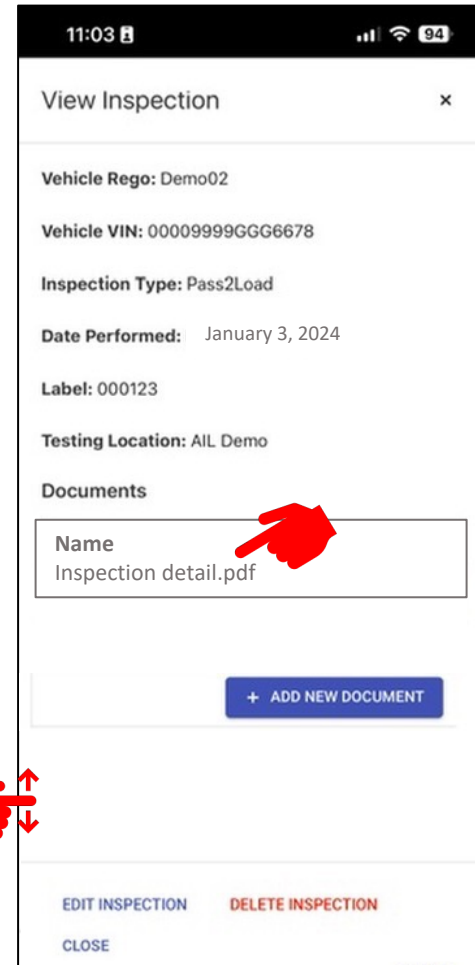 11:03
94
View Inspection ×
Vehicle Rego: Demo02
Vehicle VIN: 00009999GGG6678
Inspection Type: Pass2Load
Date Performed: January 3, 2024
Label: 000123
Testing Location: AIL Demo
Documents
Name
Inspection detail.pdf
+ ADD NEW DOCUMENT
EDIT INSPECTION DELETE INSPECTION
CLOSE